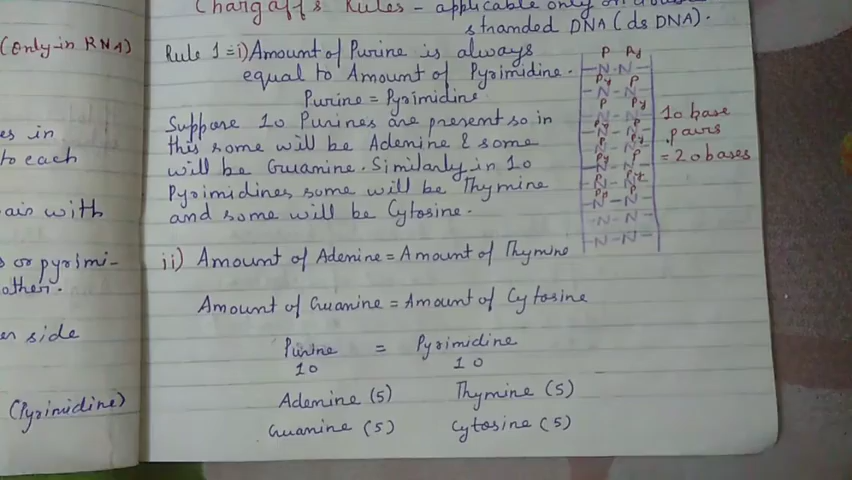 (Only in RNA)
es in
to each
air with
s or pyrimi-
other.
er side
(Pyrimidine)
Chargaff's Rules - applicable only on
stranded DNA (ds DNA).
Rule 1 = i) Amount of Purine is always
equal to Amount of Pyrimidine.
Purine = Pyrimidine
Suppose 10 Purines are present so in
this some will be Adenine & some
will be Guanine. Similarly in 10
Pyrimidines some will be Thymine
and some will be Cytosine.
P Py
-N-N-
Py P
-N-N-
P Py
10 base
pairs
= 20 bases
ii) Amount of Adenine = Amount of Thymine
Amount of Guanine = Amount of Cytosine
Purine = Pyrimidine
10 10
Adenine (5) Thymine (5)
Guanine (5) Cytosine (5)